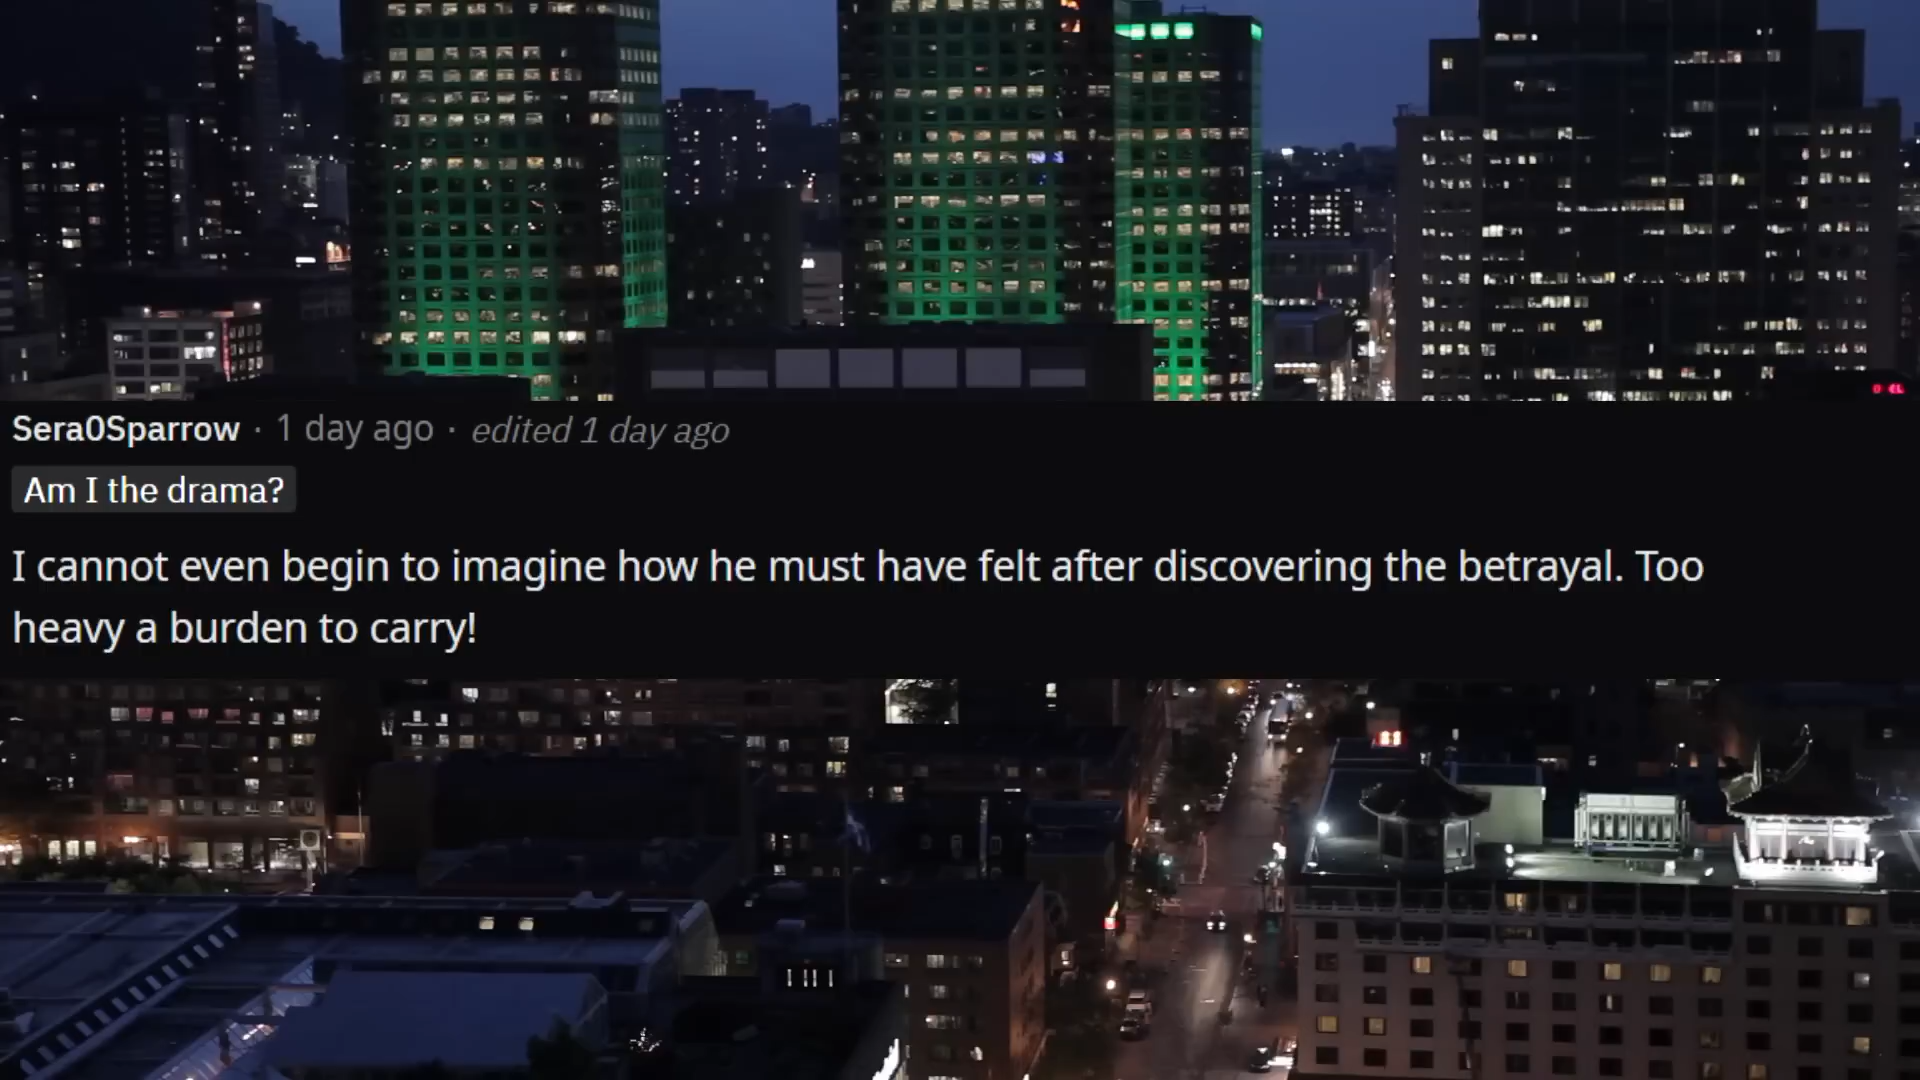 Sera0Sparrow · 1 day ago · edited 1 day ago
Am I the drama?
I cannot even begin to imagine how he must have felt after discovering the betrayal. Too
heavy a burden to carry!